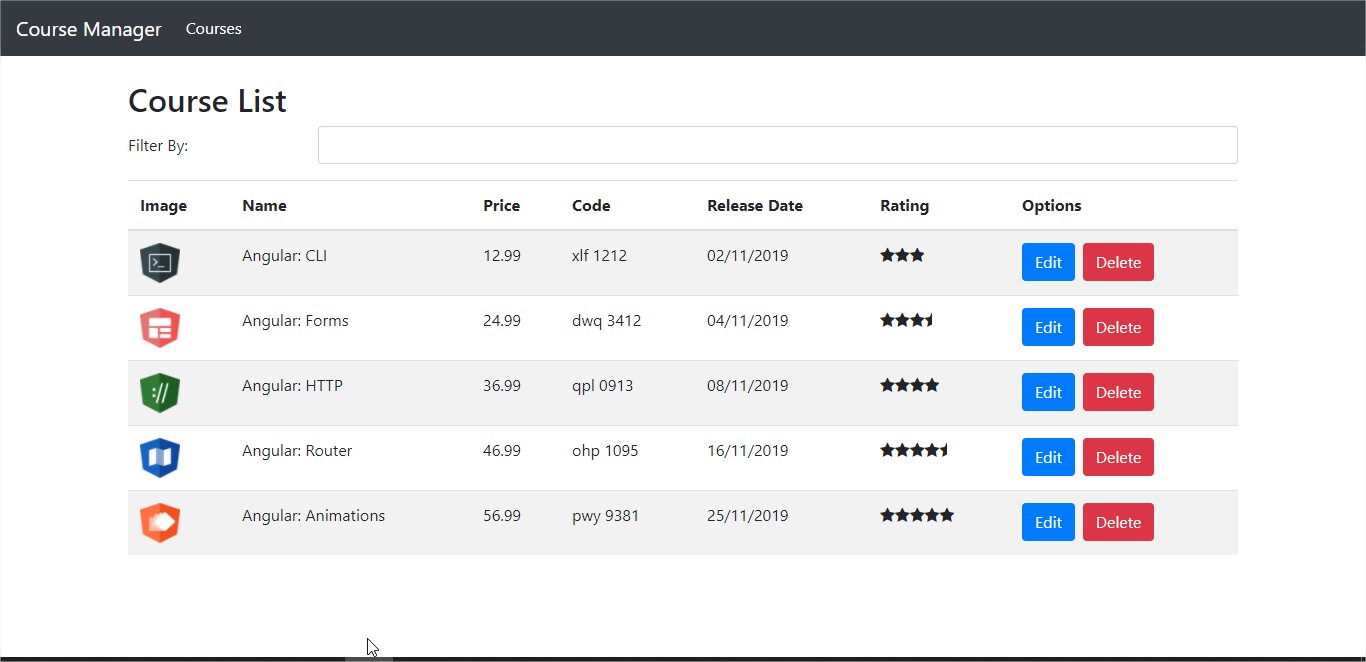 Course Manager Courses
Course List
Filter By:
Image Name Price Code Release Date Rating Options
Angular: CLI 12.99 xlf 1212 02/11/2019 Edit Delete
Angular: Forms 24.99 dwq 3412 04/11/2019 Edit Delete
Angular: HTTP 36.99 qpl 0913 08/11/2019 Edit Delete
Angular: Router 46.99 ohp 1095 16/11/2019 Edit Delete
Angular: Animations 56.99 pwy 9381 25/11/2019 Edit Delete